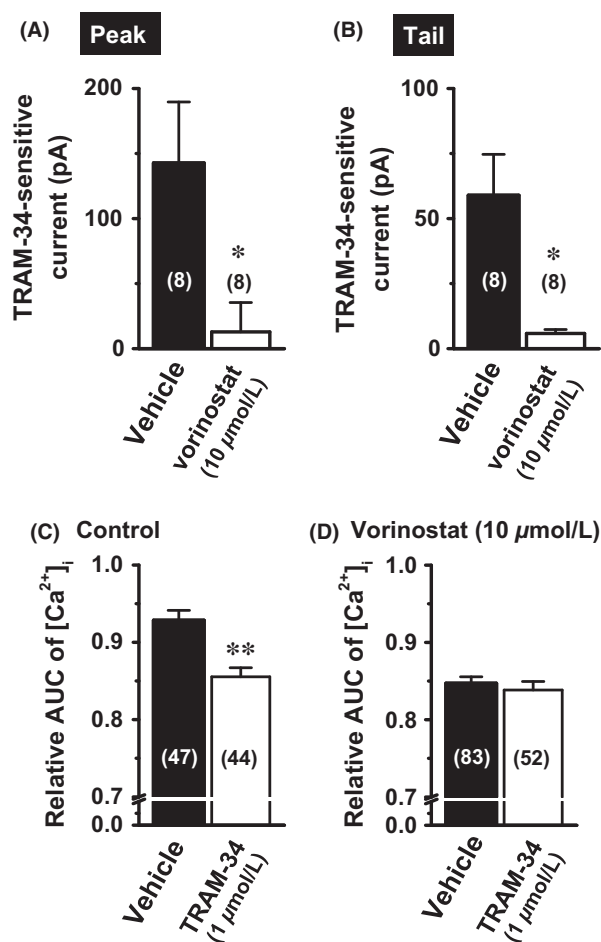 (A) Peak
TRAM-34-sensitive
current (pA)
200
100
0
(8)
*
(8)
Vehicle
vorinostat
(10 µmol/L)
(B) Tail
TRAM-34-sensitive
current (pA)
100
50
0
(8)
*
(8)
Vehicle
vorinostat
(10 µmol/L)
(C) Control
Relative AUC of [Ca2+]i
1.0
0.9
0.8
0.7
0.0
**
(47)
(44)
Vehicle
TRAM-34
(1 µmol/L)
(D) Vorinostat (10 µmol/L)
Relative AUC of [Ca2+]i
1.0
0.9
0.8
0.7
0.0
(83)
(52)
Vehicle
TRAM-34
(1 µmol/L)